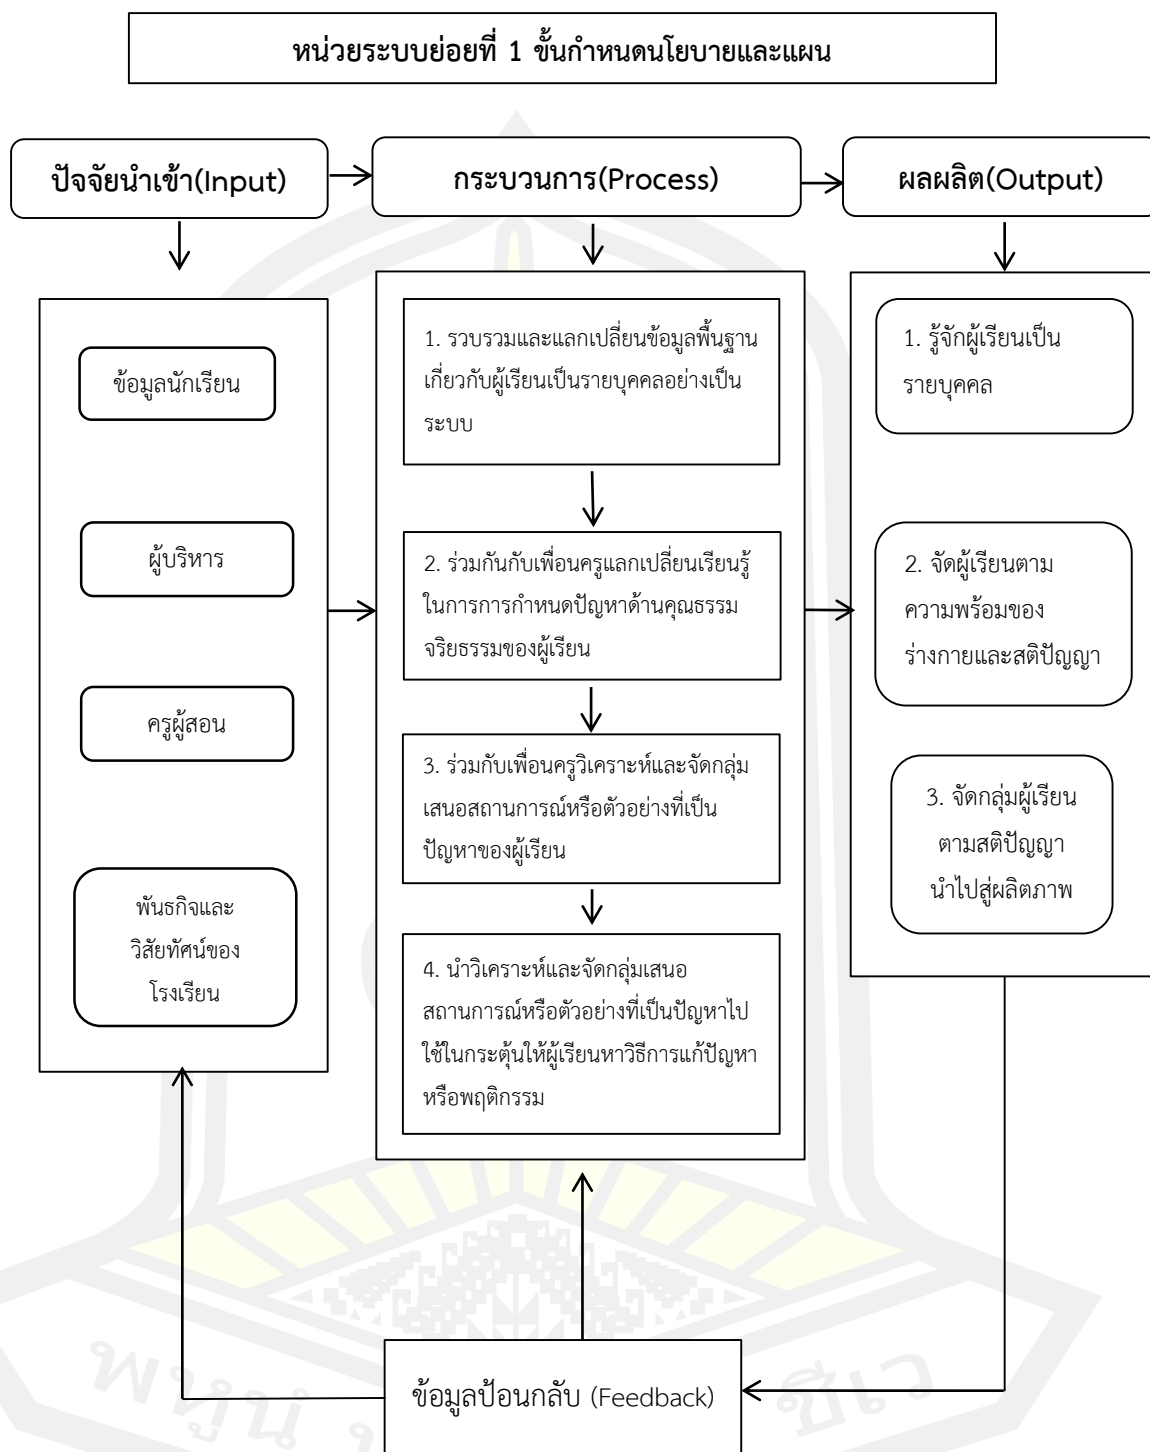 หน่วยระบบย่อยที่ 1 ขั้นกำหนดนโยบายและแผน
ปัจจัยนำเข้า(Input)
กระบวนการ(Process)
ผลผลิต(Output)
ข้อมูลนักเรียน
ผู้บริหาร
ครูผู้สอน
พันธกิจและ
วิสัยทัศน์ของ
โรงเรียน
1. รวบรวมและแลกเปลี่ยนข้อมูลพื้นฐาน
เกี่ยวกับผู้เรียนเป็นรายบุคคลอย่างเป็น
ระบบ
2. ร่วมกันกับเพื่อนครูแลกเปลี่ยนเรียนรู้
ในการการกำหนดปัญหาด้านคุณธรรม
จริยธรรมของผู้เรียน
3. ร่วมกับเพื่อนครูวิเคราะห์และจัดกลุ่ม
เสนอสถานการณ์หรือตัวอย่างที่เป็น
ปัญหาของผู้เรียน
4. นำวิเคราะห์และจัดกลุ่มเสนอ
สถานการณ์หรือตัวอย่างที่เป็นปัญหาไป
ใช้ในกระตุ้นให้ผู้เรียนหาวิธีการแก้ปัญหา
หรือพฤติกรรม
1. รู้จักผู้เรียนเป็น
รายบุคคล
2. จัดผู้เรียนตาม
ความพร้อมของ
ร่างกายและสติปัญญา
3. จัดกลุ่มผู้เรียน
ตามสติปัญญา
นำไปสู่ผลิตภาพ
ข้อมูลป้อนกลับ (Feedback)
พหูนํ
ชีเว